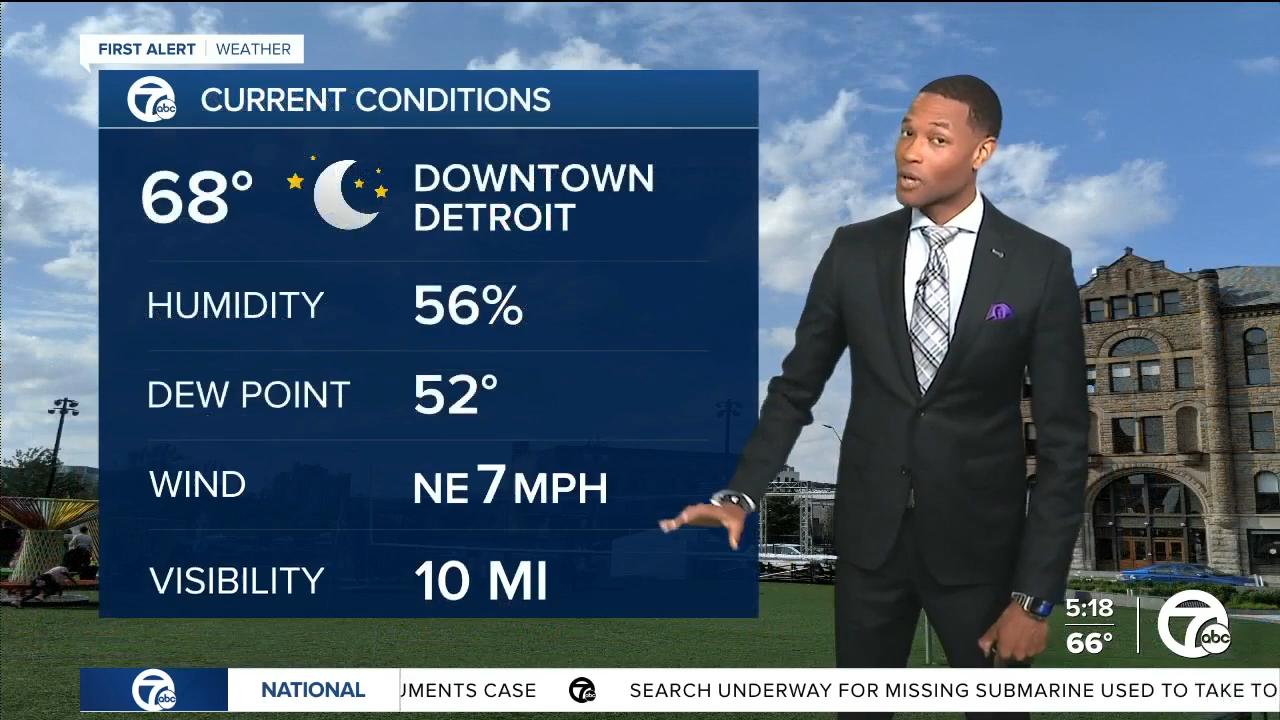 FIRST ALERT | WEATHER
7 abc CURRENT CONDITIONS
68°
DOWNTOWN
DETROIT
HUMIDITY 56%
DEW POINT 52°
WIND NE 7 MPH
VISIBILITY 10 MI
5:18
66°
7 abc
7 abc NATIONAL UMENTS CASE 7 abc SEARCH UNDERWAY FOR MISSING SUBMARINE USED TO TAKE TO